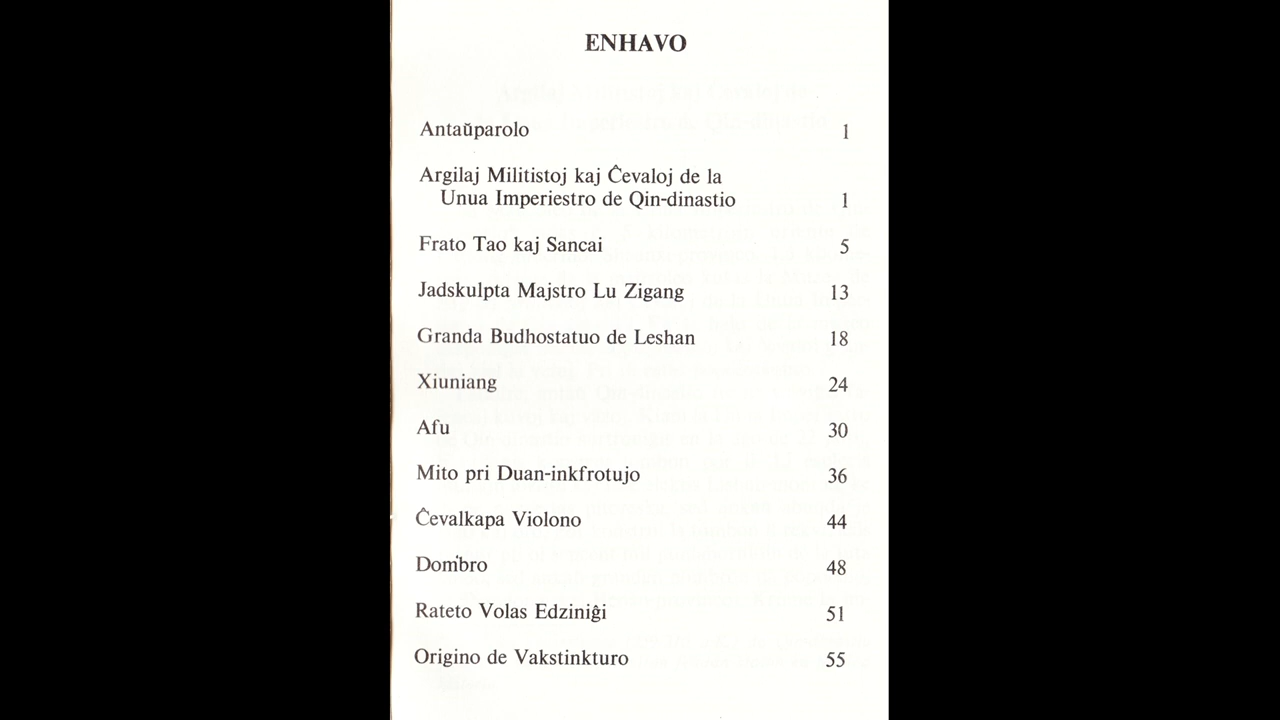 ENHAVO
Antaŭparolo 1
Argilaj Militistoj kaj Ĉevaloj de la
Unua Imperiestro de Qin-dinastio 1
Frato Tao kaj Sancai 5
Jadskulpta Majstro Lu Zigang 13
Granda Budhostatuo de Leshan 18
Xiuniang 24
Afu 30
Mito pri Duan-inkfrotujo 36
Ĉevalkapa Violono 44
Dombro 48
Rateto Volas Edziniĝi 51
Origino de Vakstinkturo 55